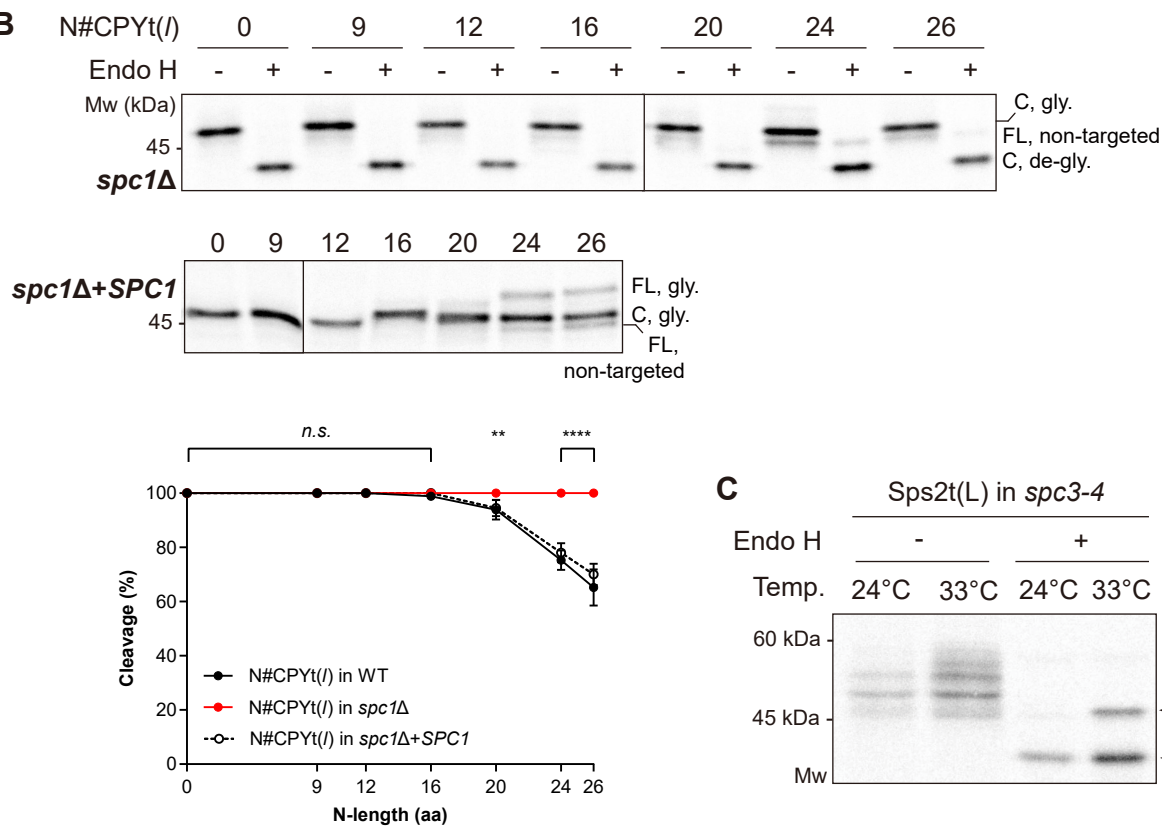 B
N#CPYt(l) 0 9 12 16 20 24 26
Endo H - + - + - + - + - + - + - +
Mw (kDa)
C, gly.
FL, non-targeted
45 -
C, de-gly.
spc1Δ
0 9 12 16 20 24 26
spc1Δ+SPC1
FL, gly.
C, gly.
45 -
FL,
non-targeted
n.s. ** ****
100
80
60
40
20
0
Cleavage (%)
N#CPYt(l) in WT
N#CPYt(l) in spc1Δ
N#CPYt(l) in spc1Δ+SPC1
0 9 12 16 20 24 26
N-length (aa)
C
Sps2t(L) in spc3-4
Endo H - +
Temp. 24°C 33°C 24°C 33°C
60 kDa -
45 kDa -
Mw